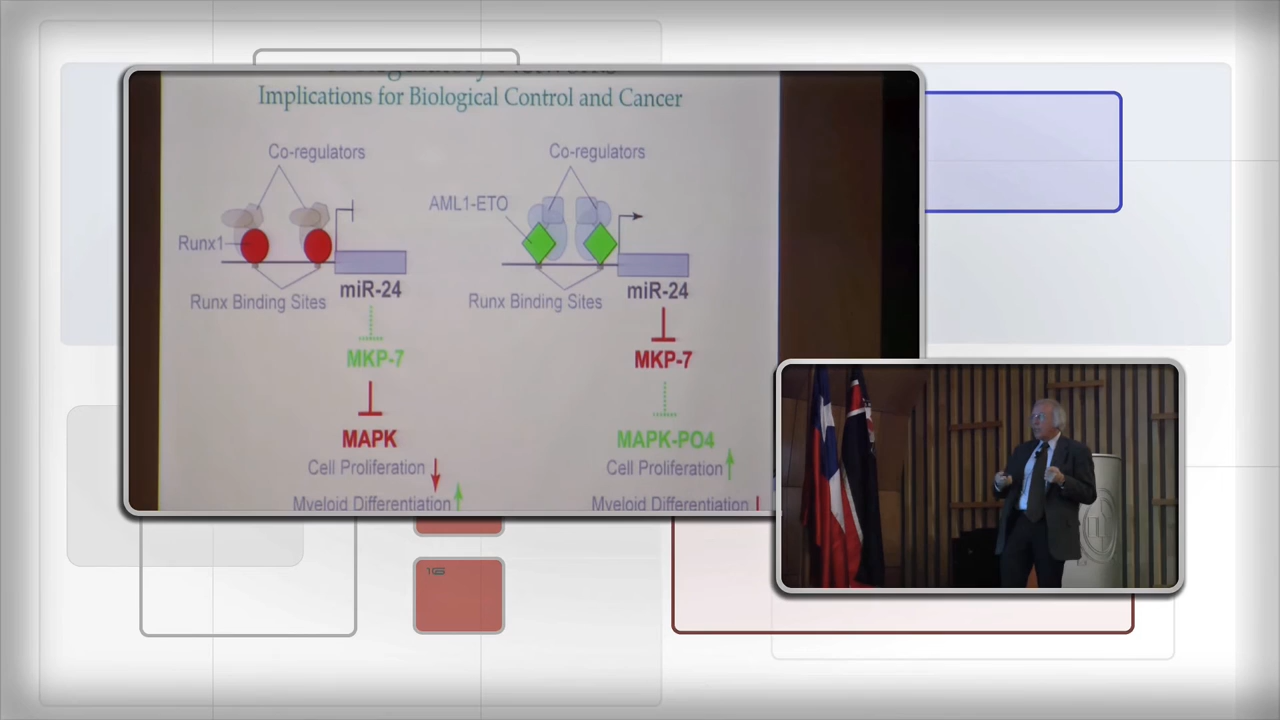 Implications for Biological Control and Cancer
Co-regulators
Co-regulators
AML1-ETO
Runx1
miR-24
miR-24
Runx Binding Sites
Runx Binding Sites
MKP-7
MKP-7
MAPK
MAPK-PO4
Cell Proliferation
Cell Proliferation
Myeloid Differentiation
Myeloid Differentiation